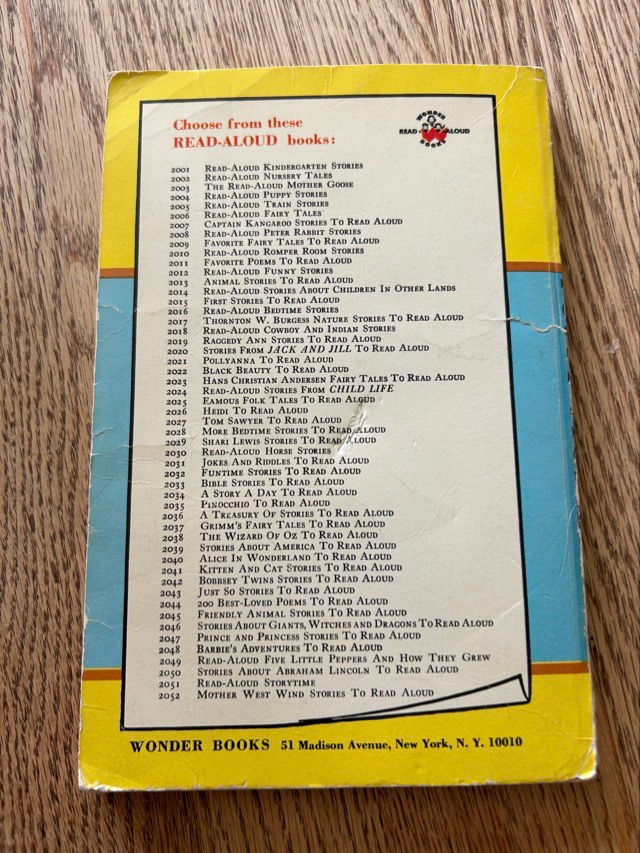 Choose from these
READ-ALOUD books:
WONDER
READ ALOUD
BOOKS
2001 READ-ALOUD KINDERGARTEN STORIES
2002 READ-ALOUD NURSERY TALES
2003 THE READ-ALOUD MOTHER GOOSE
2004 READ-ALOUD PUPPY STORIES
2005 READ-ALOUD TRAIN STORIES
2006 READ-ALOUD FAIRY TALES
2007 CAPTAIN KANGAROO STORIES TO READ ALOUD
2008 READ-ALOUD PETER RABBIT STORIES
2009 FAVORITE FAIRY TALES TO READ ALOUD
2010 READ-ALOUD ROMPER ROOM STORIES
2011 FAVORITE POEMS TO READ ALOUD
2012 READ-ALOUD FUNNY STORIES
2013 ANIMAL STORIES TO READ ALOUD
2014 READ-ALOUD STORIES ABOUT CHILDREN IN OTHER LANDS
2015 FIRST STORIES TO READ ALOUD
2016 READ-ALOUD BEDTIME STORIES
2017 THORNTON W. BURGESS NATURE STORIES TO READ ALOUD
2018 READ-ALOUD COWBOY AND INDIAN STORIES
2019 RAGGEDY ANN STORIES TO READ ALOUD
2020 STORIES FROM JACK AND JILL TO READ ALOUD
2021 POLLYANNA TO READ ALOUD
2022 BLACK BEAUTY TO READ ALOUD
2023 HANS CHRISTIAN ANDERSEN FAIRY TALES TO READ ALOUD
2024 READ-ALOUD STORIES FROM CHILD LIFE
2025 FAMOUS FOLK TALES TO READ ALOUD
2026 HEIDI TO READ ALOUD
2027 TOM SAWYER TO READ ALOUD
2028 MORE BEDTIME STORIES TO READ ALOUD
2029 SHARI LEWIS STORIES TO READ ALOUD
2030 READ-ALOUD HORSE STORIES
2031 JOKES AND RIDDLES TO READ ALOUD
2032 FUNTIME STORIES TO READ ALOUD
2033 BIBLE STORIES TO READ ALOUD
2034 A STORY A DAY TO READ ALOUD
2035 PINOCCHIO TO READ ALOUD
2036 A TREASURY OF STORIES TO READ ALOUD
2037 GRIMM'S FAIRY TALES TO READ ALOUD
2038 THE WIZARD OF OZ TO READ ALOUD
2039 STORIES ABOUT AMERICA TO READ ALOUD
2040 ALICE IN WONDERLAND TO READ ALOUD
2041 KITTEN AND CAT STORIES TO READ ALOUD
2042 BOBBSEY TWINS STORIES TO READ ALOUD
2043 JUST SO STORIES TO READ ALOUD
2044 200 BEST-LOVED POEMS TO READ ALOUD
2045 FRIENDLY ANIMAL STORIES TO READ ALOUD
2046 STORIES ABOUT GIANTS, WITCHES AND DRAGONS TO READ ALOUD
2047 PRINCE AND PRINCESS STORIES TO READ ALOUD
2048 BARBIE'S ADVENTURES TO READ ALOUD
2049 READ-ALOUD FIVE LITTLE PEPPERS AND HOW THEY GREW
2050 STORIES ABOUT ABRAHAM LINCOLN TO READ ALOUD
2051 READ-ALOUD STORYTIME
2052 MOTHER WEST WIND STORIES TO READ ALOUD
WONDER BOOKS 51 Madison Avenue, New York, N. Y. 10010